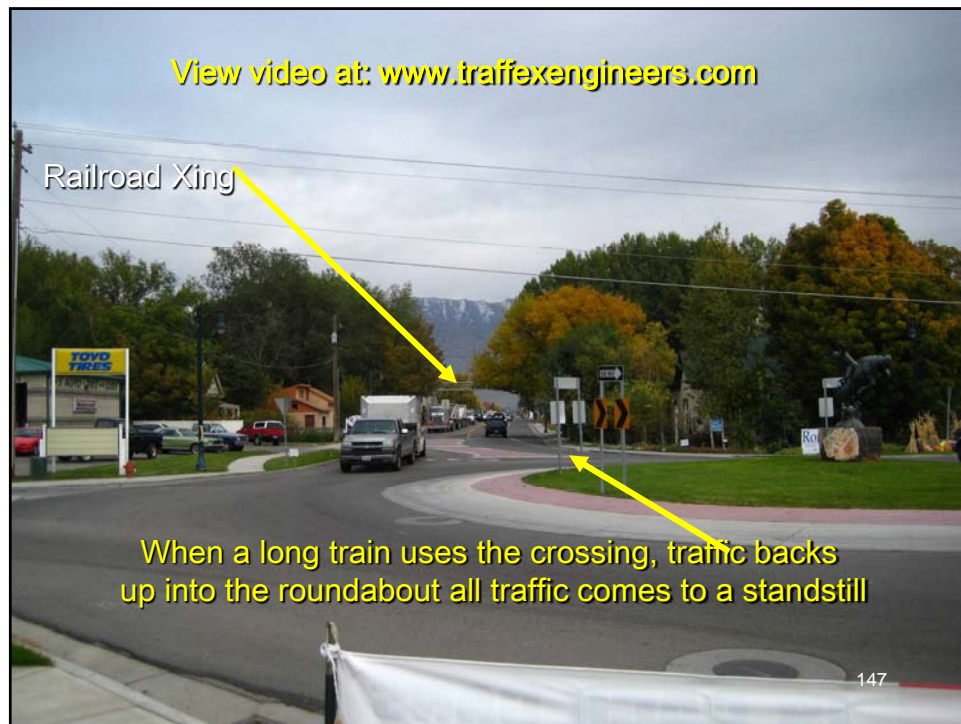 View video at: www.traffexengineers.com
Railroad Xing
TOYO
TIRES
When a long train uses the crossing, traffic backs
up into the roundabout all traffic comes to a standstill
147